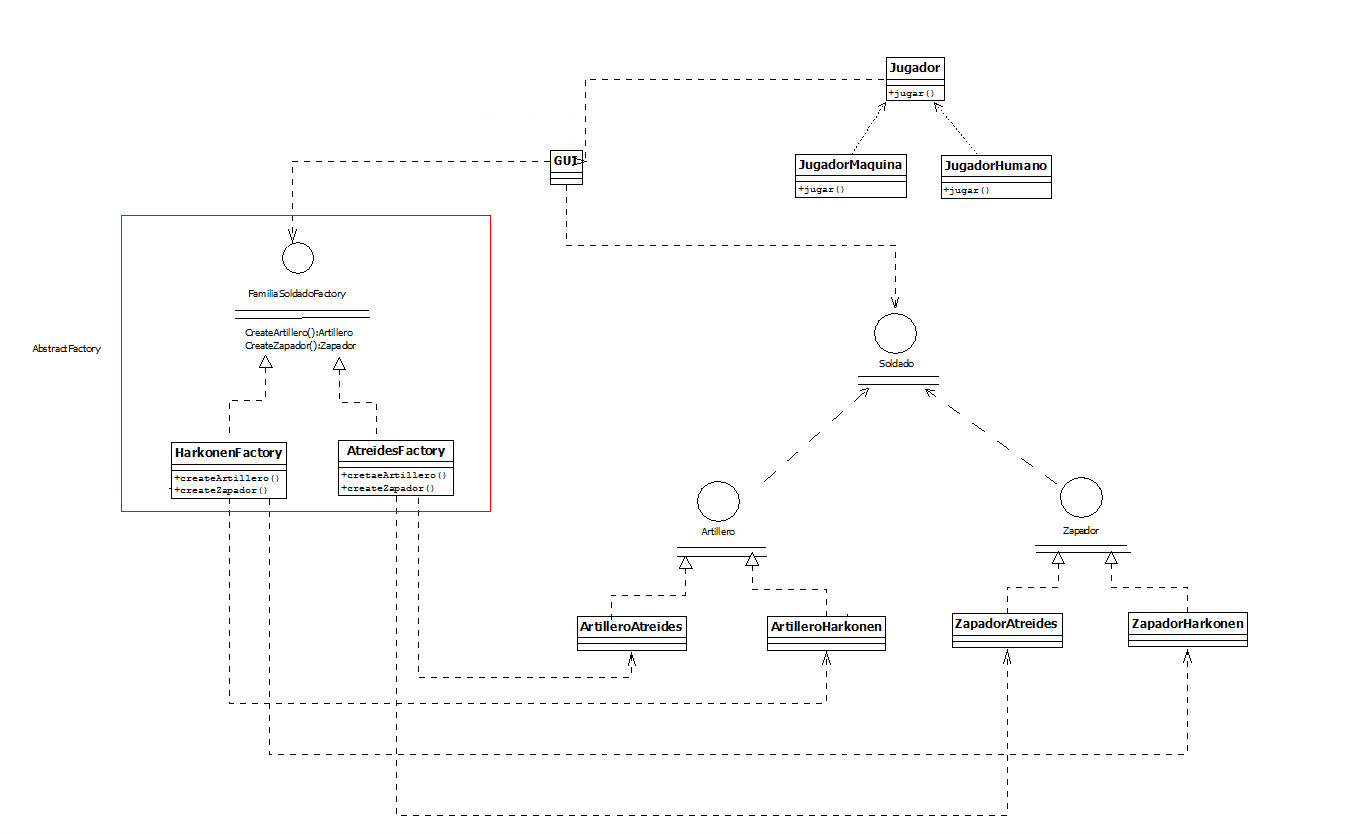 Jugador
+jugar()
GUI
JugadorMaquina
+jugar()
JugadorHumano
+jugar()
FamiliaSoldadoFactory
CreateArtillero():Artillero
CreateZapador():Zapador
AbstractFactory
Soldado
HarkonenFactory
+createArtillero()
+createZapador()
AtreidesFactory
+cretaeArtillero()
+createZapador()
Artillero
Zapador
ArtilleroAtreides
ArtilleroHarkonen
ZapadorAtreides
ZapadorHarkonen